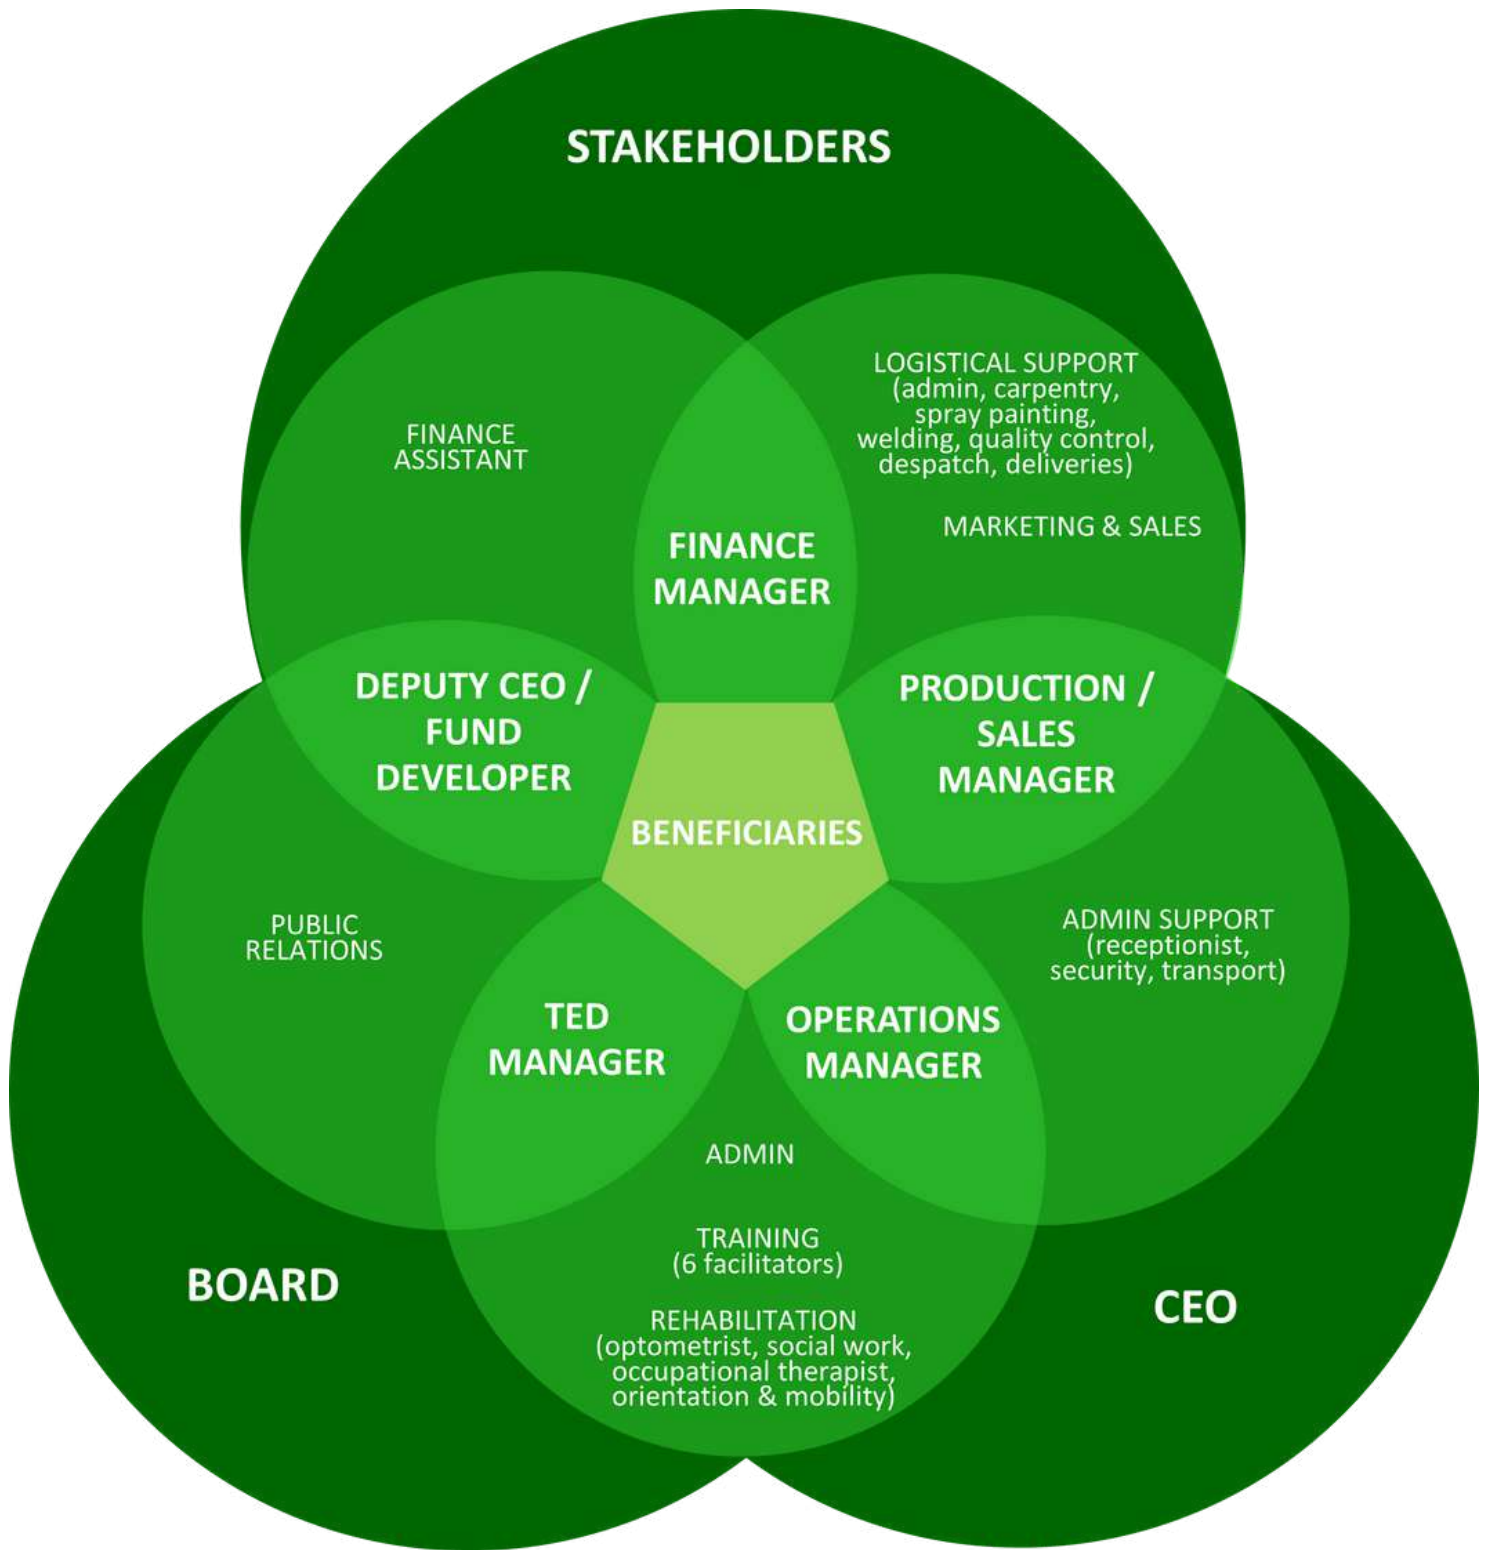 STAKEHOLDERS
FINANCE
ASSISTANT
LOGISTICAL SUPPORT
(admin, carpentry,
spray painting,
welding, quality control,
despatch, deliveries)
MARKETING & SALES
FINANCE
MANAGER
DEPUTY CEO /
FUND
DEVELOPER
PRODUCTION /
SALES
MANAGER
BENEFICIARIES
PUBLIC
RELATIONS
ADMIN SUPPORT
(receptionist,
security, transport)
TED
MANAGER
OPERATIONS
MANAGER
ADMIN
TRAINING
(6 facilitators)
REHABILITATION
(optometrist, social work,
occupational therapist,
orientation & mobility)
BOARD
CEO